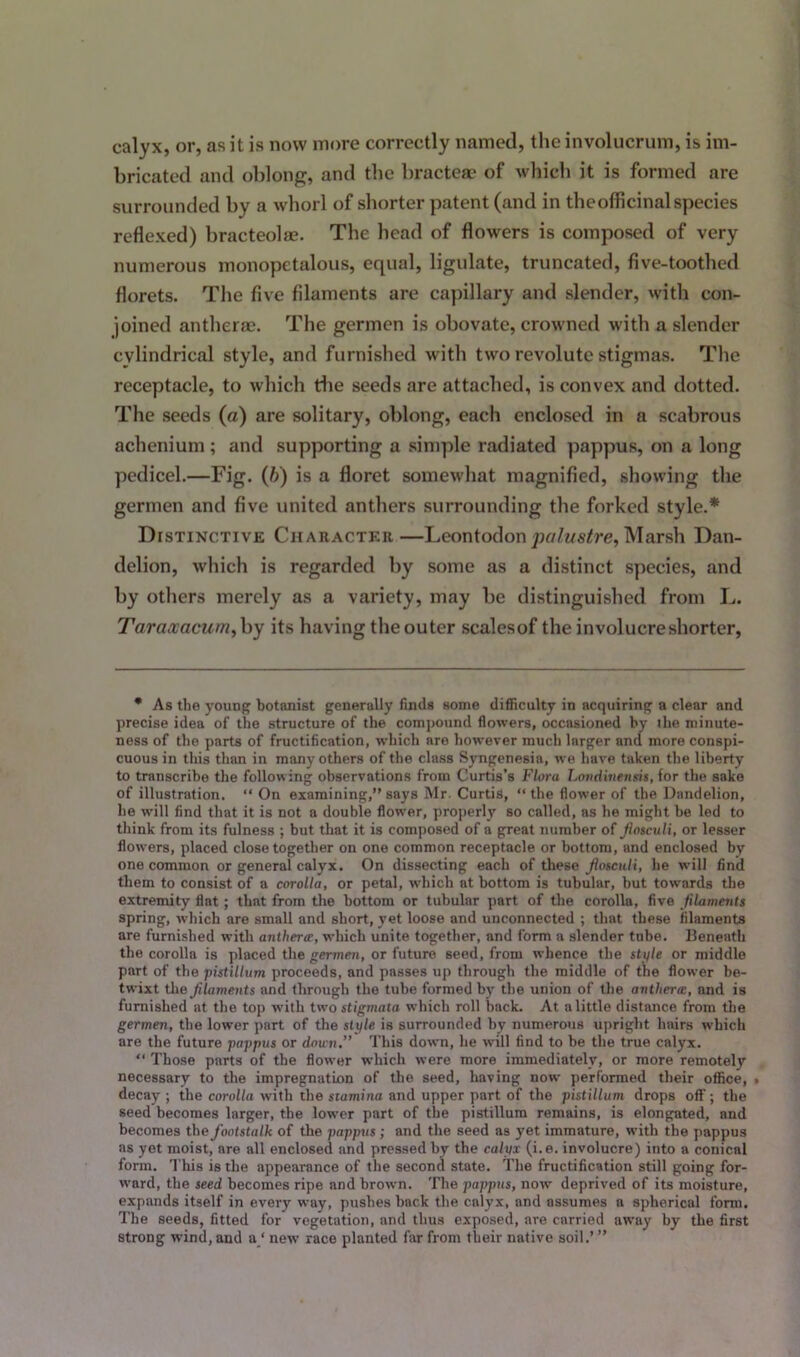 calyx, or, as it is now more correctly named, the involucrum, is im-
bricated and oblong, and the bracteæ of which it is formed are
surrounded by a whorl of shorter patent (and in the officinal species
reflexed) bracteolæ. The head of flowers is composed of very
numerous monopetalous, equal, ligulate, truncated, five-toothed
florets. The five filaments are capillary and slender, with con-
joined antheræ. The germen is obovate, crowned with a slender
cylindrical style, and furnished with two revolute stigmas. The
receptacle, to which the seeds are attached, is convex and dotted.
The seeds (a) are solitary, oblong, each enclosed in a scabrous
achenium; and supporting a simple radiated pappus, on a long
pedicel.—Fig. (b) is a floret somewhat magnified, showing the
germen and five united anthers surrounding the forked style.*
Distinctive Character.—Leontodon palustre, Marsh Dan-
delion, which is regarded by some as a distinct species, and
by others merely as a variety, may be distinguished from L.
Taraxacum, by its having the outer scales of the involucre shorter,
* As the young botanist generally finds some difficulty in acquiring a clear and
precise idea of the structure of the compound flowers, occasioned by the minute-
ness of the parts of fructification, which are however much larger and more conspi-
cuous in this than in many others of the class Syngenesia, we have taken the liberty
to transcribe the following observations from Curtis's Flora Londinensis, for the sake
of illustration. “On examining,” says Mr. Curtis, “the flower of the Dandelion,
he will find that it is not a double flower, properly so called, as he might be led to
think from its fulness; but that it is composed of a great number of flosculi, or lesser
flowers, placed close together on one common receptacle or bottom, and enclosed by
one common or general calyx. On dissecting each of these flosculi, he will find
them to consist of a corolla, or petal, which at bottom is tubular, but towards the
extremity flat; that from the bottom or tubular part of the corolla, five filaments
spring, which are small and short, yet loose and unconnected; that these filaments
are furnished with antheræ, which unite together, and form a slender tube. Beneath
the corolla is placed the germen, or future seed, from whence the style or middle
part of the pistillum proceeds, and passes up through the middle of the flower be-
twixt the filaments and through the tube formed by the union of the antheræ, and is
furnished at the top with two stigmata which roll back. At a little distance from the
germen, the lower part of the style is surrounded by numerous upright hairs which
are the future pappus or down.” This down, he will find to be the true calyx.
“Those parts of the flower which were more immediately, or more remotely
necessary to the impregnation of the seed, having now performed their office,
decay; the corolla with the stamina and upper part of the pistillum drops off; the
seed becomes larger, the lower part of the pistillum remains, is elongated, and
becomes the footstalk of the pappus; and the seed as yet immature, with the pappus
as yet moist, are all enclosed and pressed by the calyx (i.e. involucre) into a conical
form. This is the appearance of the second state. The fructification still going for-
ward, the seed becomes ripe and brown. The pappus, now deprived of its moisture,
expands itself in every way, pushes back the calyx, and assumes a spherical form.
The seeds, fitted for vegetation, and thus exposed, are carried away by the first
strong wind, and a ‘new race planted far from their native soil.’”